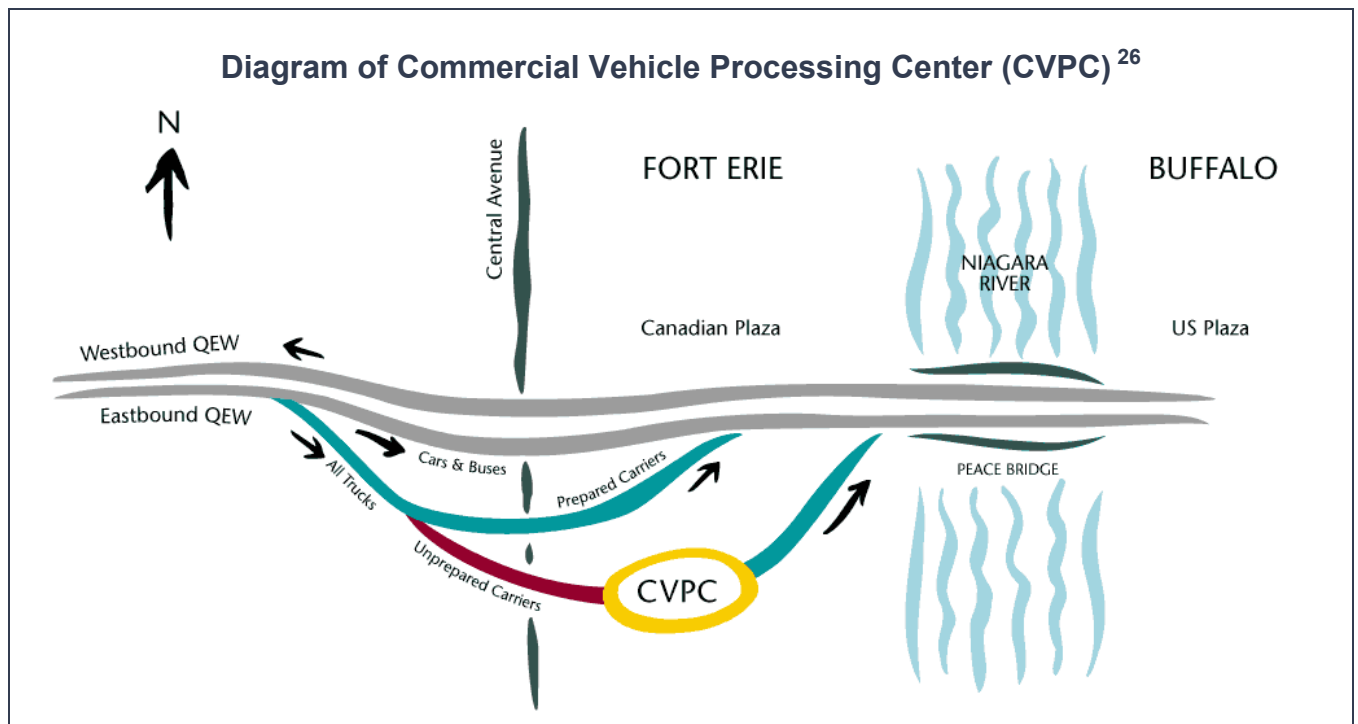 Diagram of Commercial Vehicle Processing Center (CVPC) 26
N
Central Avenue
FORT ERIE
BUFFALO
NIAGARA
RIVER
Canadian Plaza
US Plaza
Westbound QEW
Eastbound QEW
Cars & Buses
All Trucks
Prepared Carriers
PEACE BRIDGE
Unprepared Carriers
CVPC